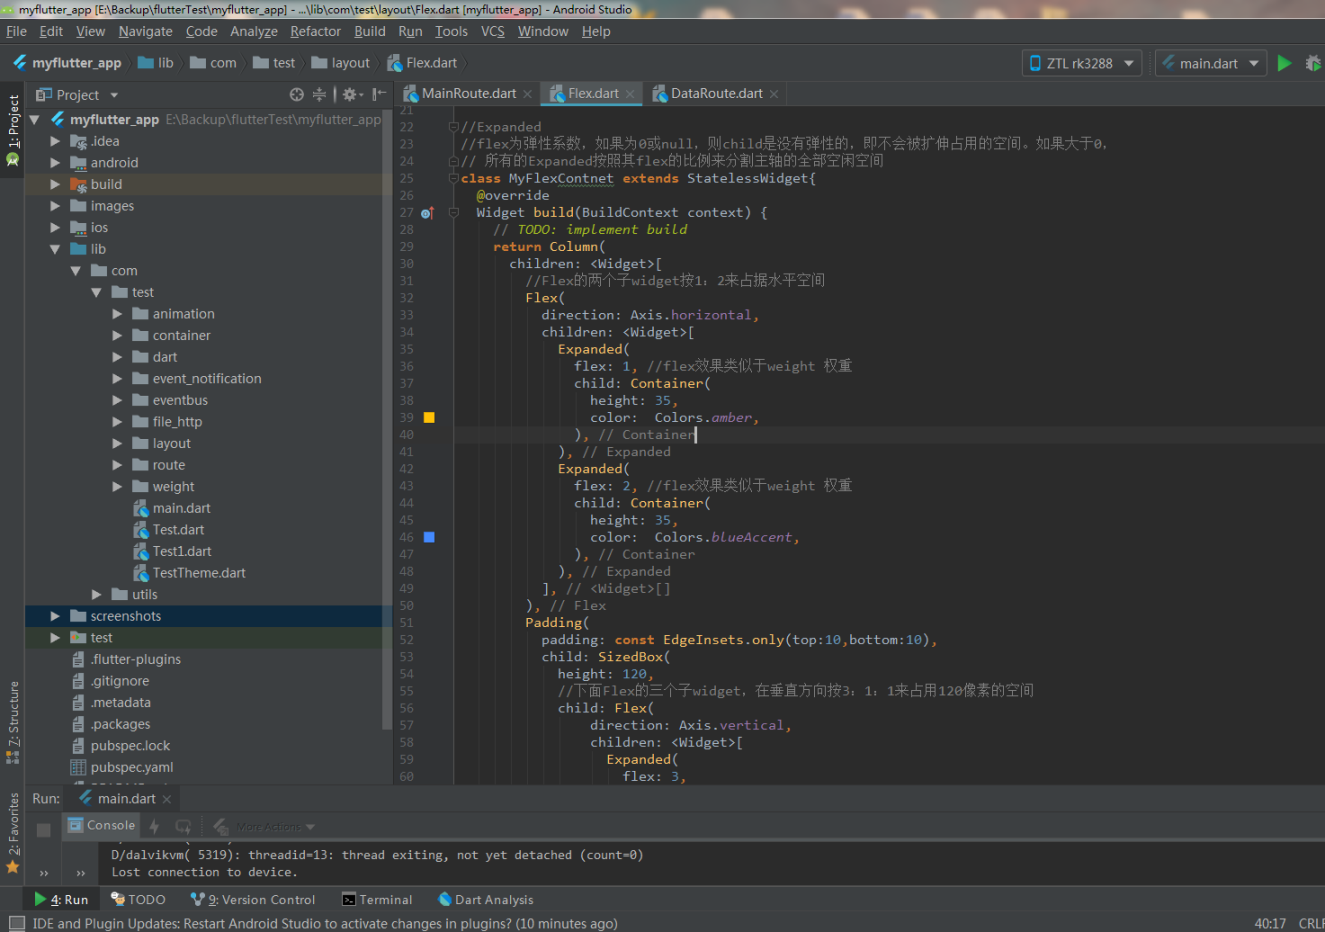 myflutter_app [E:\Backup\flutterTest\myflutter_app] - ...\lib\com\test\layout\Flex.dart [myflutter_app] - Android Studio
File Edit View Navigate Code Analyze Refactor Build Run Tools VCS Window Help
myflutter_app lib com test layout Flex.dart ZTL rk3288 main.dart
Project MainRoute.dart Flex.dart DataRoute.dart
1: Project
myflutter_app E:\Backup\flutterTest\myflutter_app
.idea
android
build
images
ios
lib
com
test
animation
container
dart
event_notification
eventbus
file_http
layout
route
weight
main.dart
Test.dart
Test1.dart
TestTheme.dart
utils
screenshots
test
.flutter-plugins
.gitignore
.metadata
.packages
pubspec.lock
pubspec.yaml
7: Structure
2: Favorites
21
22 //Expanded
23 //flex为弹性系数，如果为0或null，则child是没有弹性的，即不会被扩伸占用的空间。如果大于0，
24 // 所有的Expanded按照其flex的比例来分割主轴的全部空闲空间
25 class MyFlexContnet extends StatelessWidget{
26 @override
27 Widget build(BuildContext context) {
28 // TODO: implement build
29 return Column(
30 children: <Widget>[
31 //Flex的两个子widget按1：2来占据水平空间
32 Flex(
33 direction: Axis.horizontal,
34 children: <Widget>[
35 Expanded(
36 flex: 1, //flex效果类似于weight 权重
37 child: Container(
38 height: 35,
39 color: Colors.amber,
40 ), // Container
41 ), // Expanded
42 Expanded(
43 flex: 2, //flex效果类似于weight 权重
44 child: Container(
45 height: 35,
46 color: Colors.blueAccent,
47 ), // Container
48 ), // Expanded
49 ], // <Widget>[]
50 ), // Flex
51 Padding(
52 padding: const EdgeInsets.only(top:10,bottom:10),
53 child: SizedBox(
54 height: 120,
55 //下面Flex的三个子widget，在垂直方向按3：1：1来占用120像素的空间
56 child: Flex(
57 direction: Axis.vertical,
58 children: <Widget>[
59 Expanded(
60 flex: 3,
Run: main.dart
Console More Actions
D/dalvikvm( 5319): threadid=13: thread exiting, not yet detached (count=0)
Lost connection to device.
4: Run TODO 9: Version Control Terminal Dart Analysis
IDE and Plugin Updates: Restart Android Studio to activate changes in plugins? (10 minutes ago) 40:17 CRLF